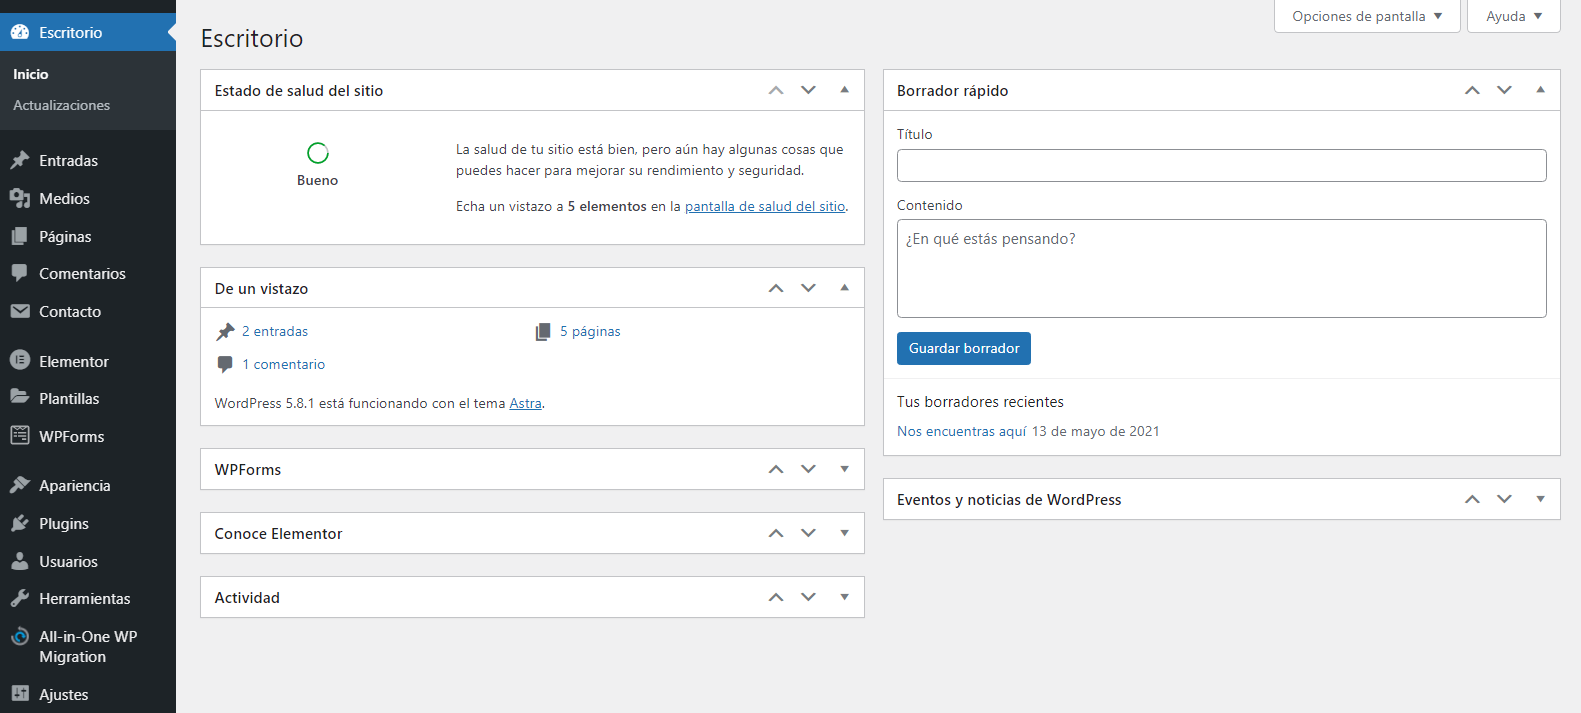 Escritorio
Inicio
Actualizaciones
Entradas
Medios
Páginas
Comentarios
Contacto
Elementor
Plantillas
WPForms
Apariencia
Plugins
Usuarios
Herramientas
All-in-One WP
Migration
Ajustes
Opciones de pantalla
Ayuda
Escritorio
Estado de salud del sitio
Bueno
La salud de tu sitio está bien, pero aún hay algunas cosas que
puedes hacer para mejorar su rendimiento y seguridad.
Echa un vistazo a 5 elementos en la pantalla de salud del sitio.
De un vistazo
2 entradas
5 páginas
1 comentario
WordPress 5.8.1 está funcionando con el tema Astra.
WPForms
Conoce Elementor
Actividad
Borrador rápido
Título
Contenido
¿En qué estás pensando?
Guardar borrador
Tus borradores recientes
Nos encuentras aquí 13 de mayo de 2021
Eventos y noticias de WordPress